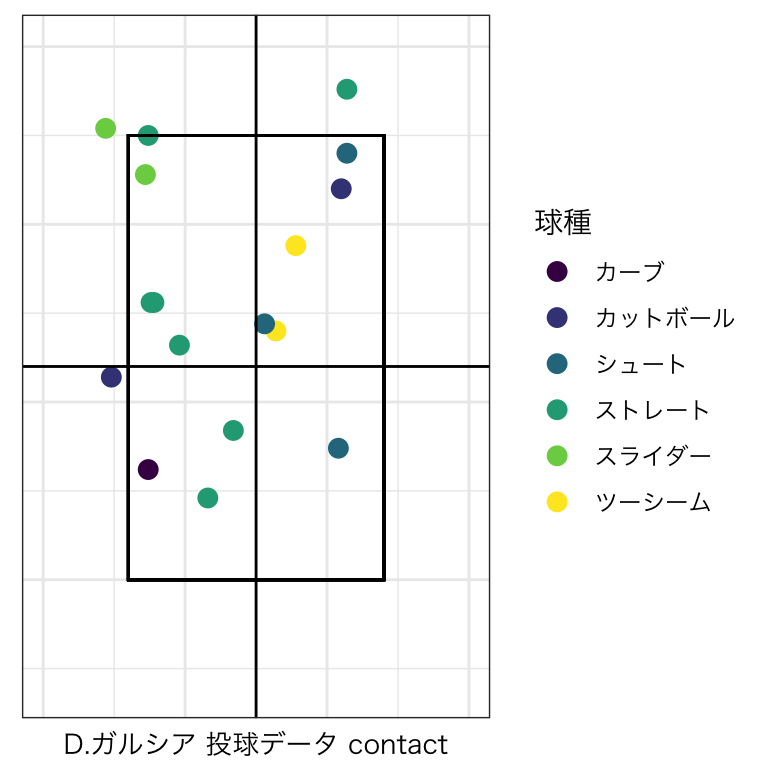 球種
カーブ
カットボール
シュート
ストレート
スライダー
ツーシーム
D.ガルシア 投球データ contact